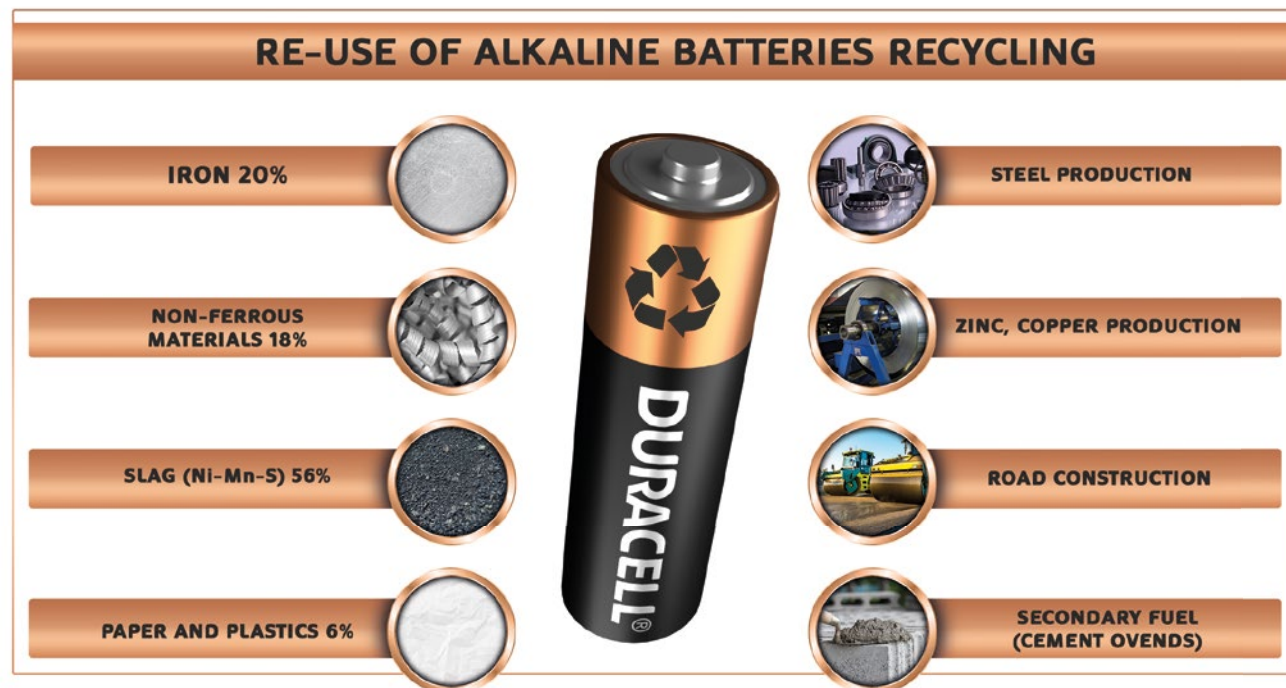 RE-USE OF ALKALINE BATTERIES RECYCLING
IRON 20%
NON-FERROUS
MATERIALS 18%
SLAG (Ni-Mn-S) 56%
PAPER AND PLASTICS 6%
DURACELL®
STEEL PRODUCTION
ZINC, COPPER PRODUCTION
ROAD CONSTRUCTION
SECONDARY FUEL
(CEMENT OVENDS)